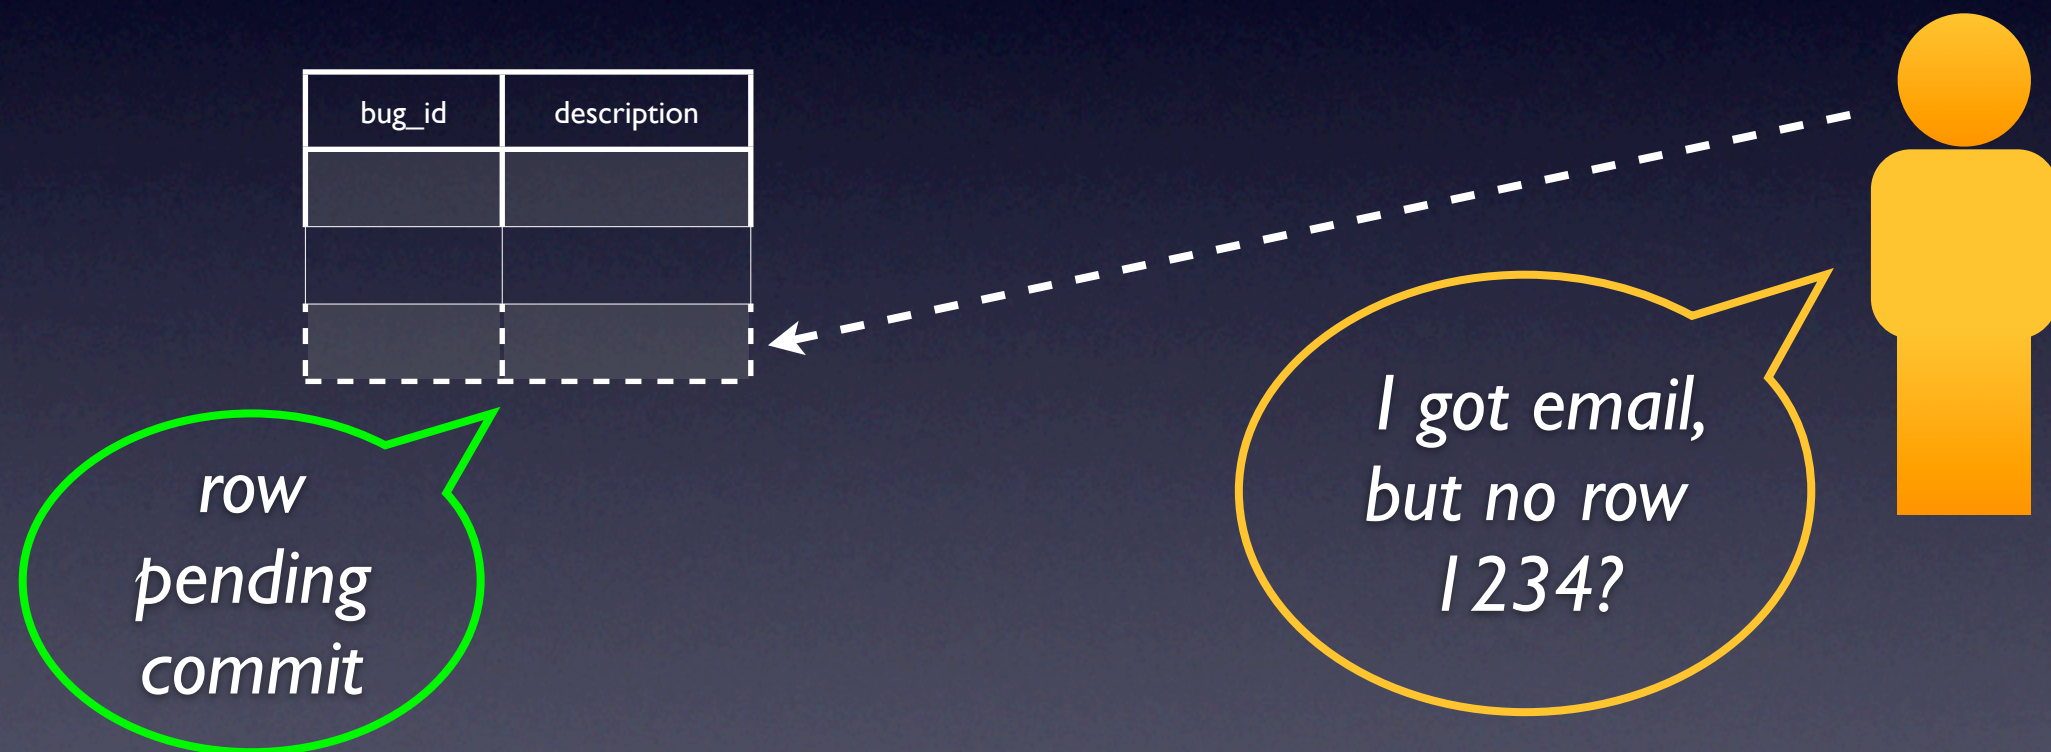 bug_id description
row
pending
commit
I got email,
but no row
1234?